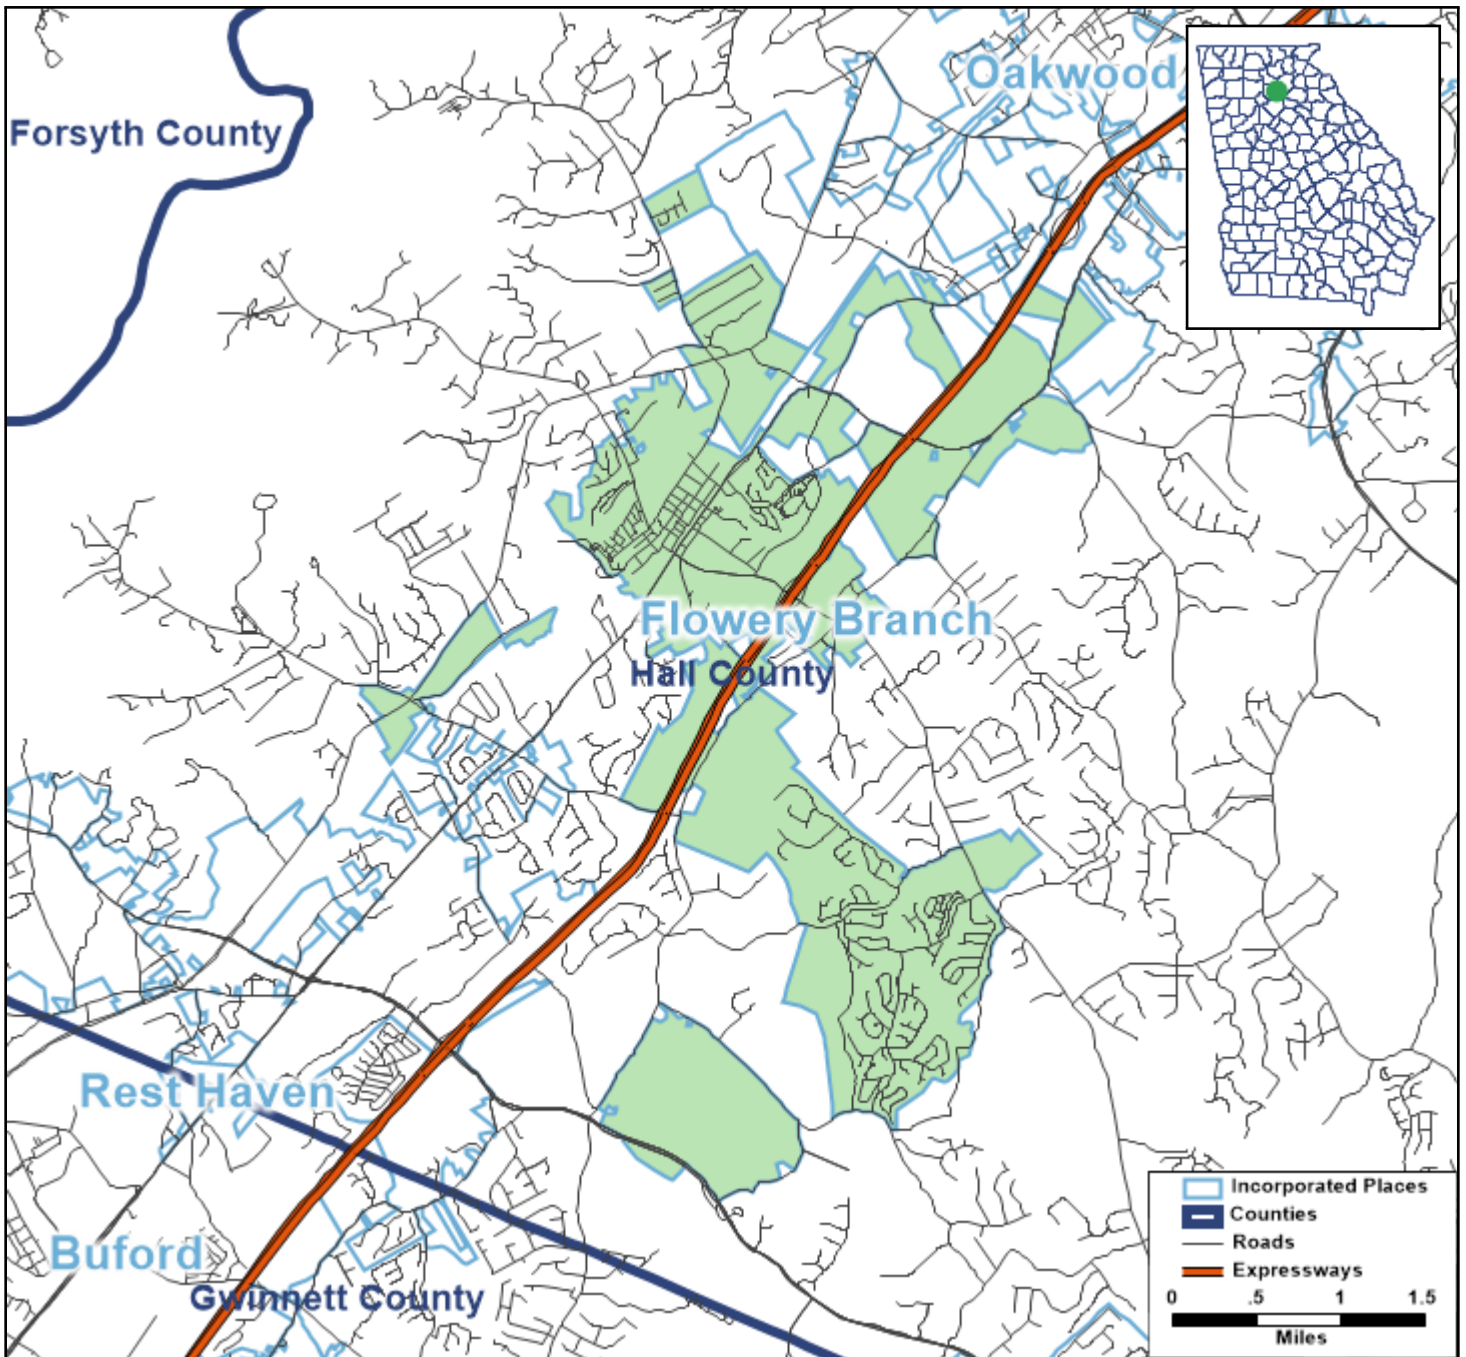 Oakwood
Forsyth County
Flowery Branch
Hall County
Rest Haven
Buford
Gwinnett County
Incorporated Places
Counties
Roads
Expressways
0 .5 1 1.5
Miles